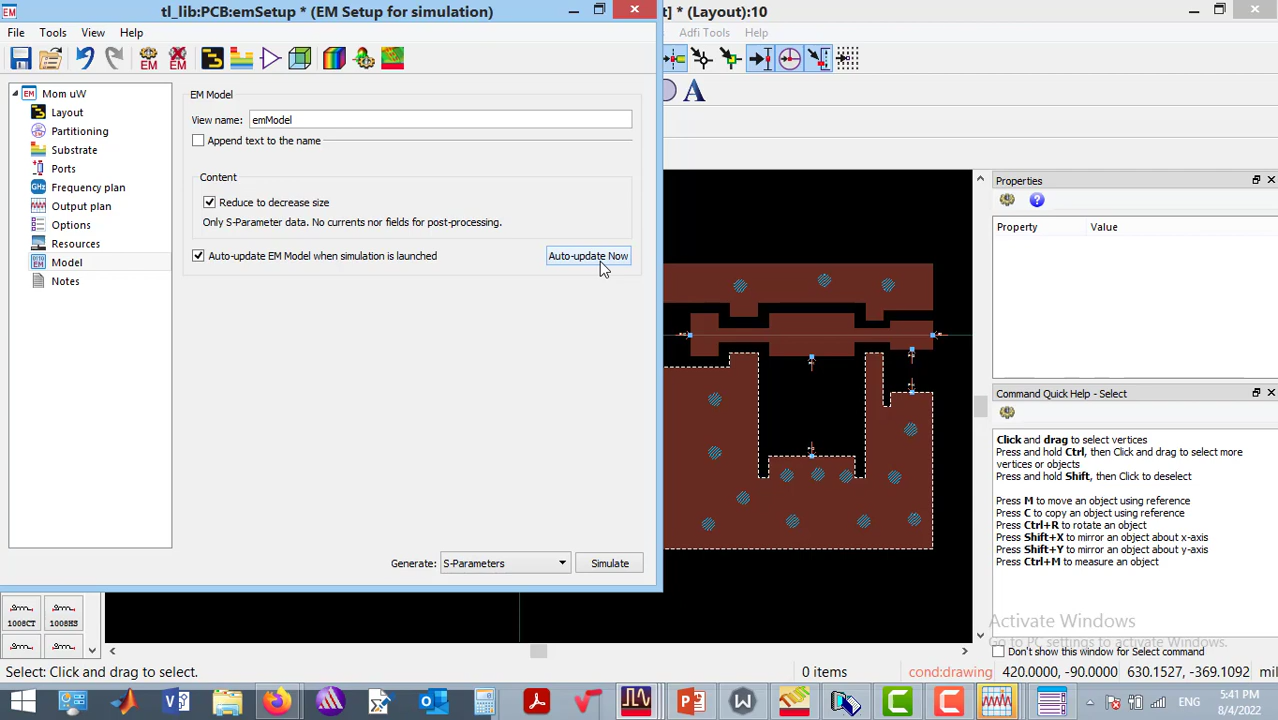 tl_lib:PCB:emSetup * (EM Setup for simulation)
] * (Layout):10
File Tools View Help
Adfi Tools Help
EM EM
A
EM Mom uW
Layout
Partitioning
Substrate
Ports
GHz Frequency plan
Output plan
Options
Resources
Model
Notes
EM Model
View name: emModel
Append text to the name
Content
Reduce to decrease size
Only S-Parameter data. No currents nor fields for post-processing.
Auto-update EM Model when simulation is launched
Auto-update Now
Generate: S-Parameters
Simulate
Properties
Property Value
Command Quick Help - Select
Click and drag to select vertices
Press and hold Ctrl, then Click and drag to select more
vertices or objects
Press and hold Shift, then Click to deselect
Press M to move an object using reference
Press C to copy an object using reference
Press Ctrl+R to rotate an object
Press Shift+X to mirror an object about x-axis
Press Shift+Y to mirror an object about y-axis
Press Ctrl+M to measure an object
Activate Windows
Go to PC settings to activate Windows.
Don't show this window for Select command
1008CT 1008HS
Select: Click and drag to select.
0 items cond:drawing 420.0000, -90.0000 630.1527, -369.1092 mil
ENG
5:41 PM
8/4/2022